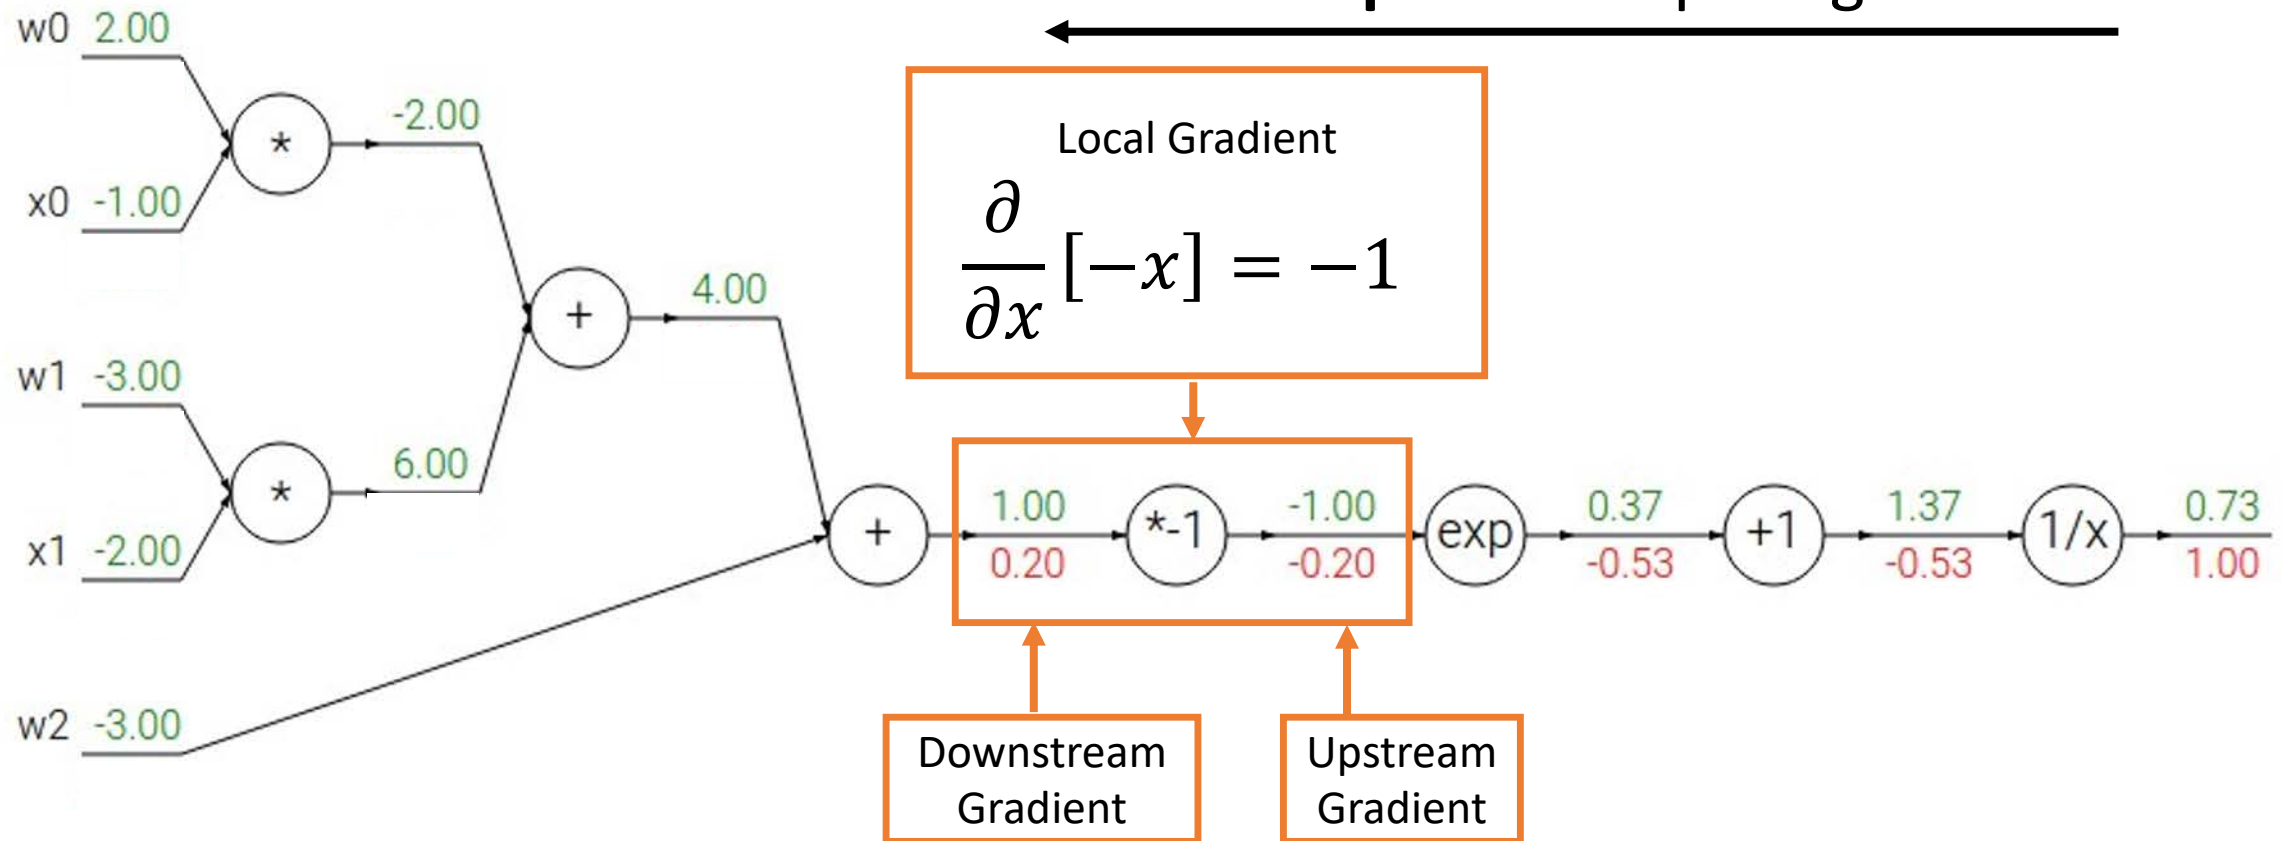 w0 2.00
x0 -1.00
*
-2.00
w1 -3.00
x1 -2.00
*
6.00
+
4.00
w2 -3.00
+
Local Gradient
∂/∂x [−x] = −1
1.00
0.20
*-1
-1.00
-0.20
exp
0.37
-0.53
+1
1.37
-0.53
1/x
0.73
1.00
Downstream
Gradient
Upstream
Gradient